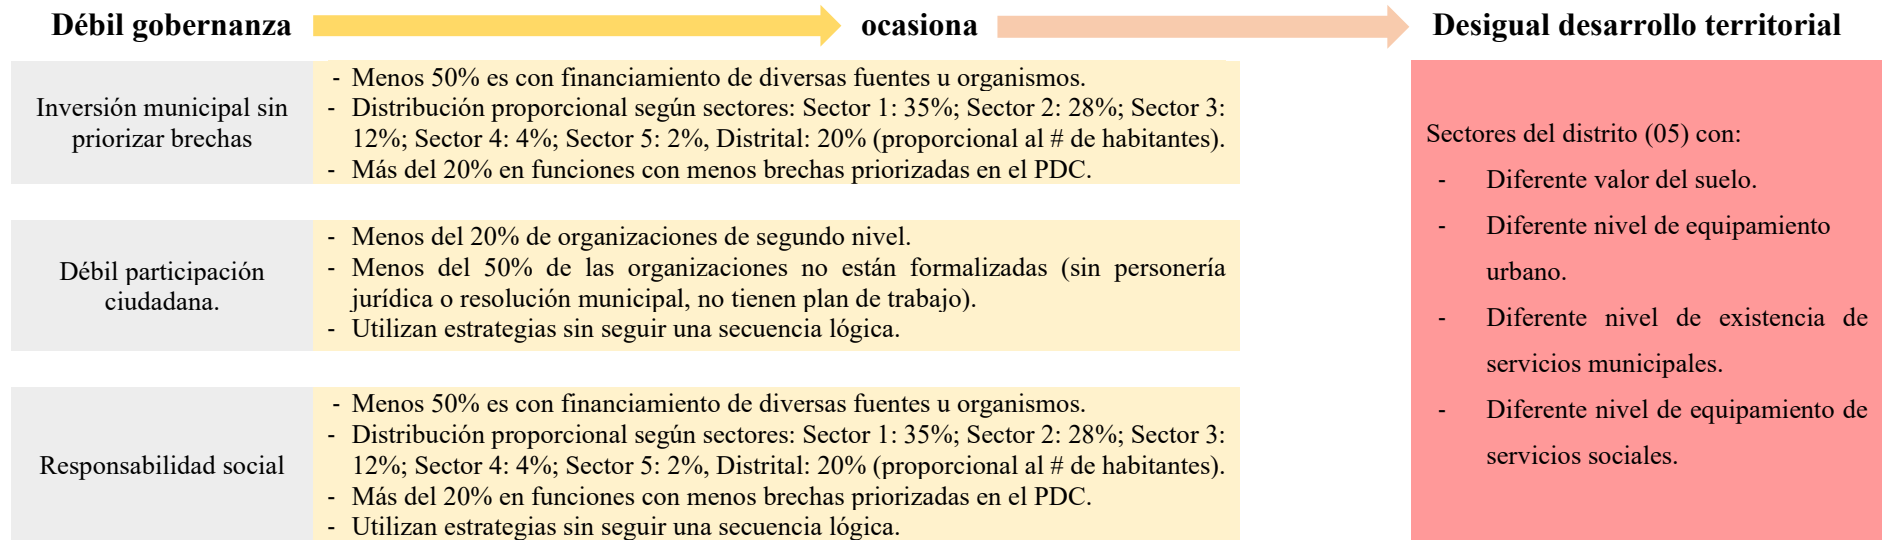 Débil gobernanza ocasiona Desigual desarrollo territorial
Inversión municipal sin
priorizar brechas
- Menos 50% es con financiamiento de diversas fuentes u organismos.
- Distribución proporcional según sectores: Sector 1: 35%; Sector 2: 28%; Sector 3:
12%; Sector 4: 4%; Sector 5: 2%, Distrital: 20% (proporcional al # de habitantes).
- Más del 20% en funciones con menos brechas priorizadas en el PDC.
Débil participación
ciudadana.
- Menos del 20% de organizaciones de segundo nivel.
- Menos del 50% de las organizaciones no están formalizadas (sin personería
jurídica o resolución municipal, no tienen plan de trabajo).
- Utilizan estrategias sin seguir una secuencia lógica.
Responsabilidad social
- Menos 50% es con financiamiento de diversas fuentes u organismos.
- Distribución proporcional según sectores: Sector 1: 35%; Sector 2: 28%; Sector 3:
12%; Sector 4: 4%; Sector 5: 2%, Distrital: 20% (proporcional al # de habitantes).
- Más del 20% en funciones con menos brechas priorizadas en el PDC.
- Utilizan estrategias sin seguir una secuencia lógica.
Sectores del distrito (05) con:
- Diferente valor del suelo.
- Diferente nivel de equipamiento
urbano.
- Diferente nivel de existencia de
servicios municipales.
- Diferente nivel de equipamiento de
servicios sociales.